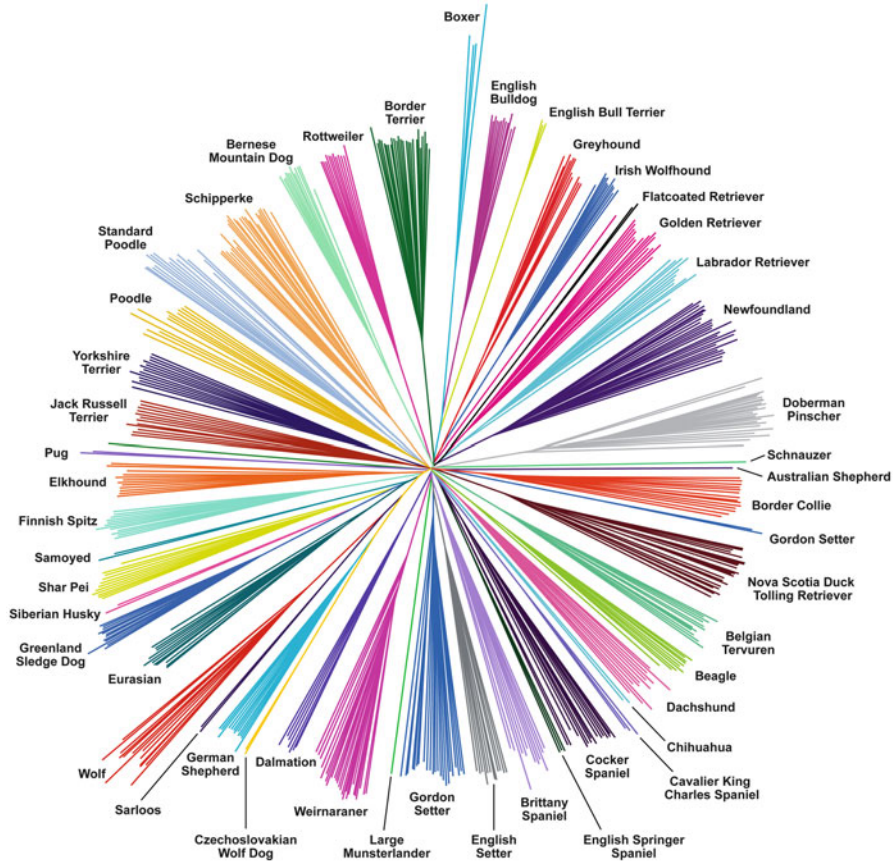 Boxer
English
Bulldog
English Bull Terrier
Greyhound
Irish Wolfhound
Flatcoated Retriever
Golden Retriever
Labrador Retriever
Newfoundland
Doberman
Pinscher
Schnauzer
Australian Shepherd
Border Collie
Gordon Setter
Nova Scotia Duck
Tolling Retriever
Belgian
Tervuren
Beagle
Dachshund
Chihuahua
Cavalier King
Charles Spaniel
Cocker
Spaniel
English Springer
Spaniel
Brittany
Spaniel
English
Setter
Gordon
Setter
Large
Munsterlander
Weirnaraner
Dalmation
Czechoslovakian
Wolf Dog
German
Shepherd
Sarloos
Wolf
Eurasian
Greenland
Sledge Dog
Siberian Husky
Shar Pei
Samoyed
Finnish Spitz
Elkhound
Pug
Jack Russell
Terrier
Yorkshire
Terrier
Poodle
Standard
Poodle
Schipperke
Bernese
Mountain Dog
Rottweiler
Border
Terrier